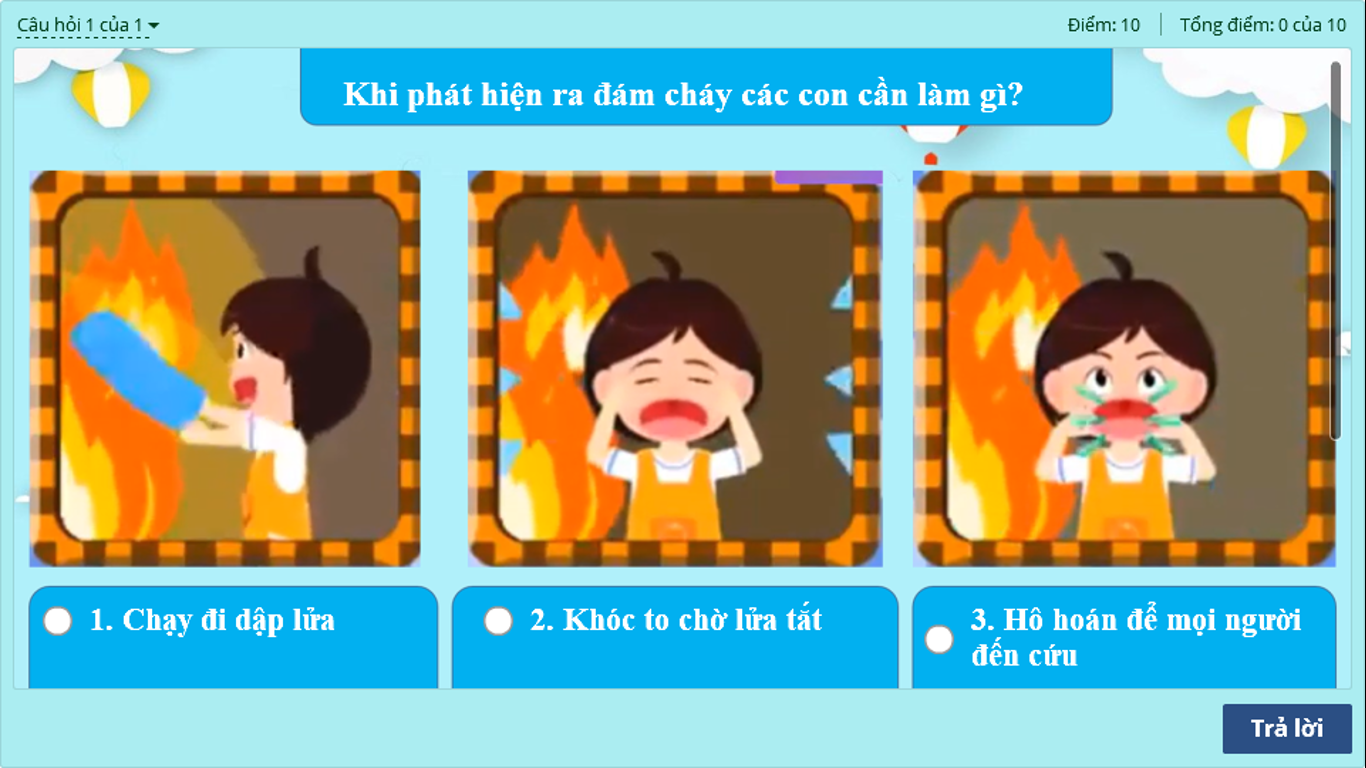 Câu hỏi 1 của 1
Điểm: 10
Tổng điểm: 0 của 10
Khi phát hiện ra đám cháy các con cần làm gì?
1. Chạy đi dập lửa
2. Khóc to chờ lửa tắt
3. Hô hoán để mọi người
đến cứu
Trả lời